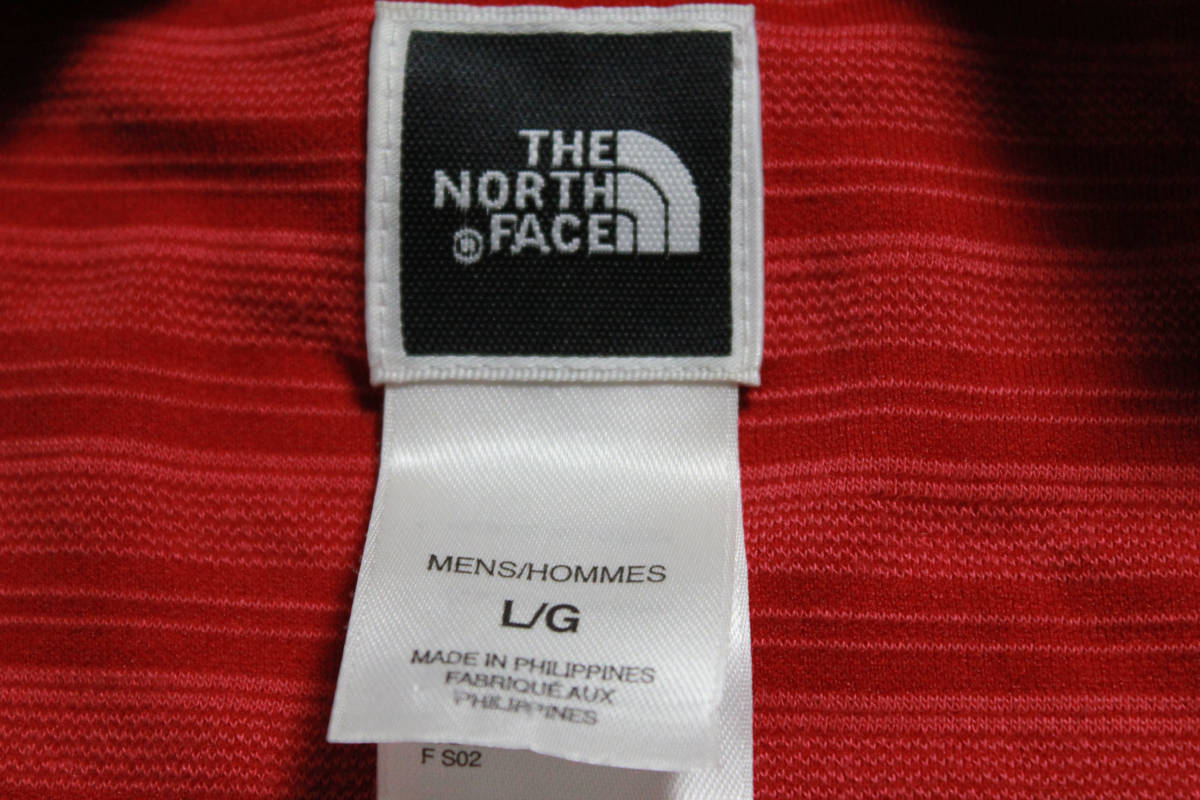 THE
NORTH
FACE
MENS/HOMMES
L/G
MADE IN PHILIPPINES
FABRIQUÉ AUX
PHILIPPINES
F S02